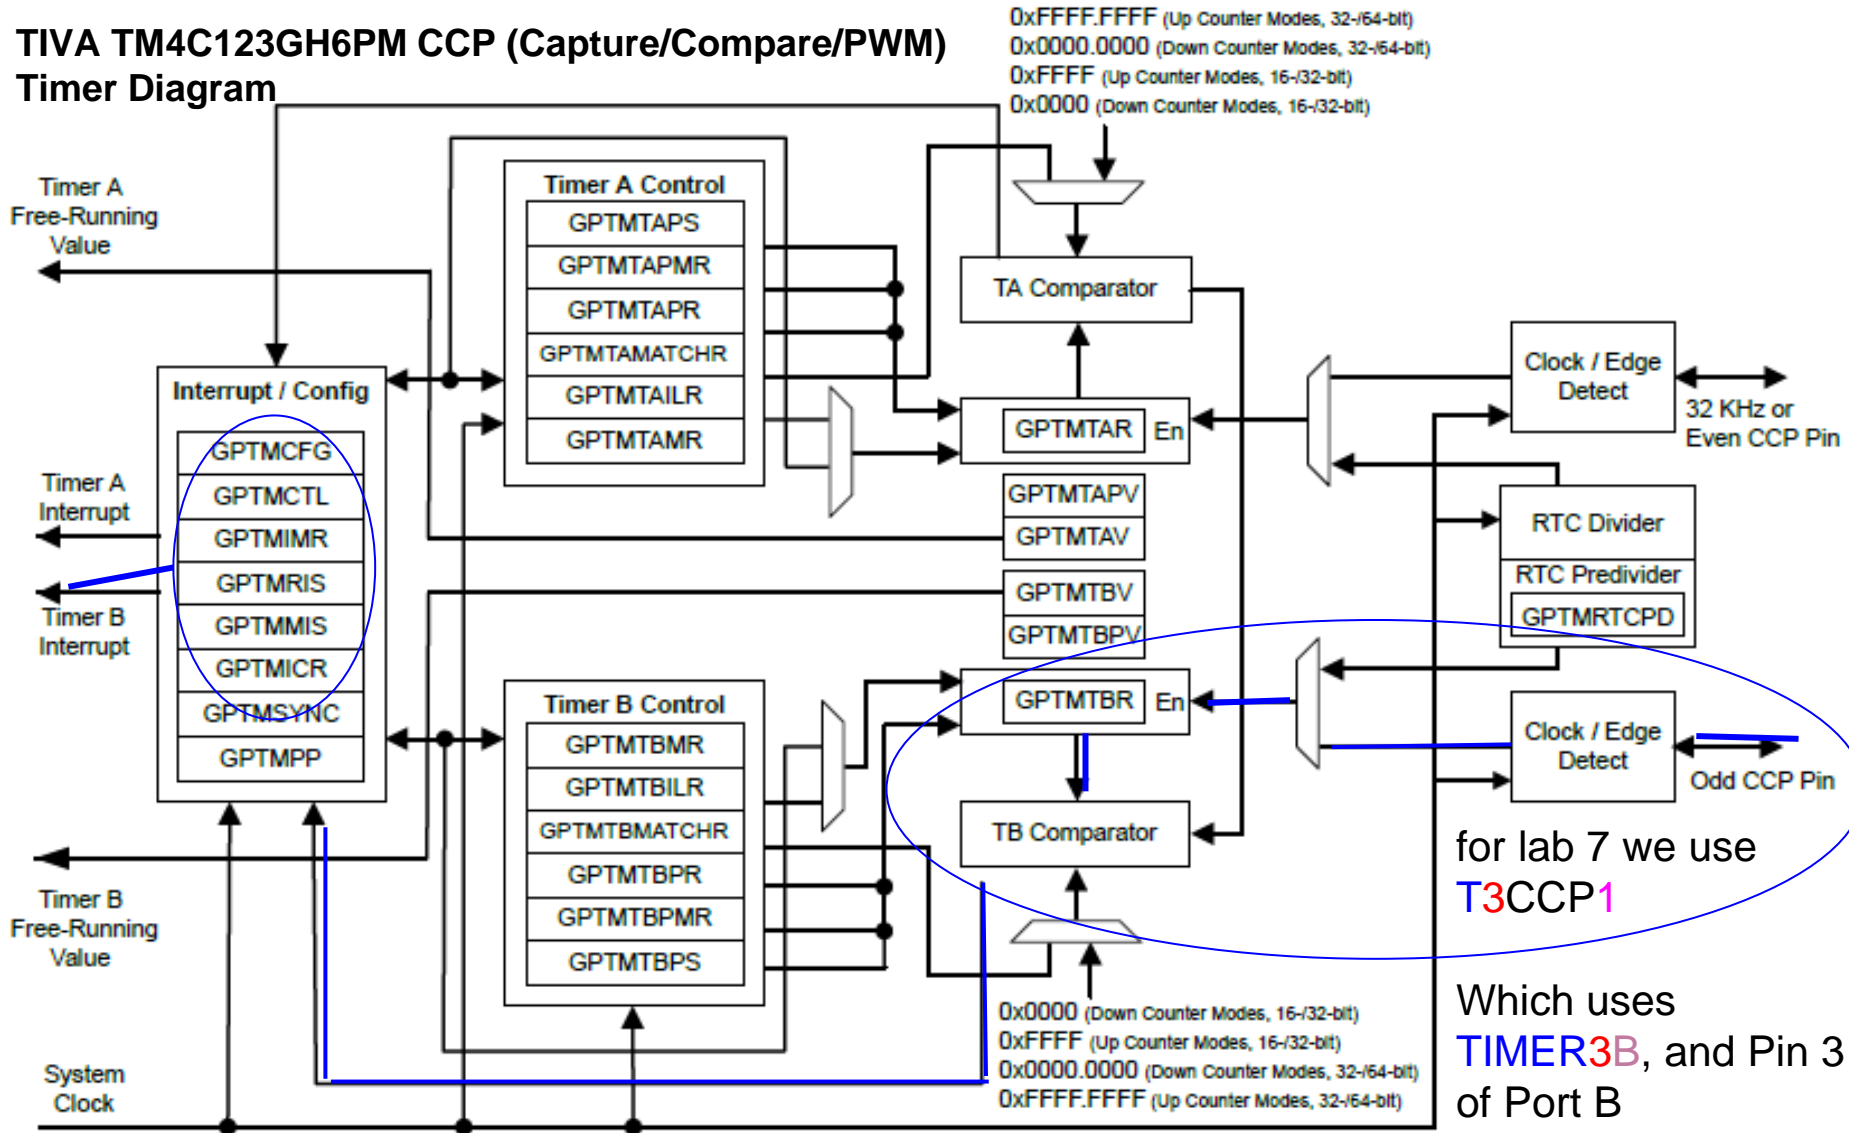 TIVA TM4C123GH6PM CCP (Capture/Compare/PWM)
Timer Diagram
0xFFFF.FFFF (Up Counter Modes, 32-/64-bit)
0x0000.0000 (Down Counter Modes, 32-/64-bit)
0xFFFF (Up Counter Modes, 16-/32-bit)
0x0000 (Down Counter Modes, 16-/32-bit)
Timer A
Free-Running
Value
Timer A Control
GPTMTAPS
GPTMTAPMR
GPTMTAPR
GPTMTAMATCHR
GPTMTAILR
GPTMTAMR
TA Comparator
GPTMTAR En
Clock / Edge
Detect
32 KHz or
Even CCP Pin
Interrupt / Config
GPTMCFG
GPTMCTL
GPTMIMR
GPTMRIS
GPTMMIS
GPTMICR
GPTMSYNC
GPTMPP
Timer A
Interrupt
Timer B
Interrupt
GPTMTAPV
GPTMTAV
GPTMTBV
GPTMTBPV
RTC Divider
RTC Predivider
GPTMRTCPD
Timer B Control
GPTMTBMR
GPTMTBILR
GPTMTBMATCHR
GPTMTBPR
GPTMTBPMR
GPTMTBPS
GPTMTBR En
TB Comparator
Clock / Edge
Detect
Odd CCP Pin
for lab 7 we use
T3CCP1
Timer B
Free-Running
Value
0x0000 (Down Counter Modes, 16-/32-bit)
0xFFFF (Up Counter Modes, 16-/32-bit)
0x0000.0000 (Down Counter Modes, 32-/64-bit)
0xFFFF.FFFF (Up Counter Modes, 32-/64-bit)
Which uses
TIMER3B, and Pin 3
of Port B
System
Clock